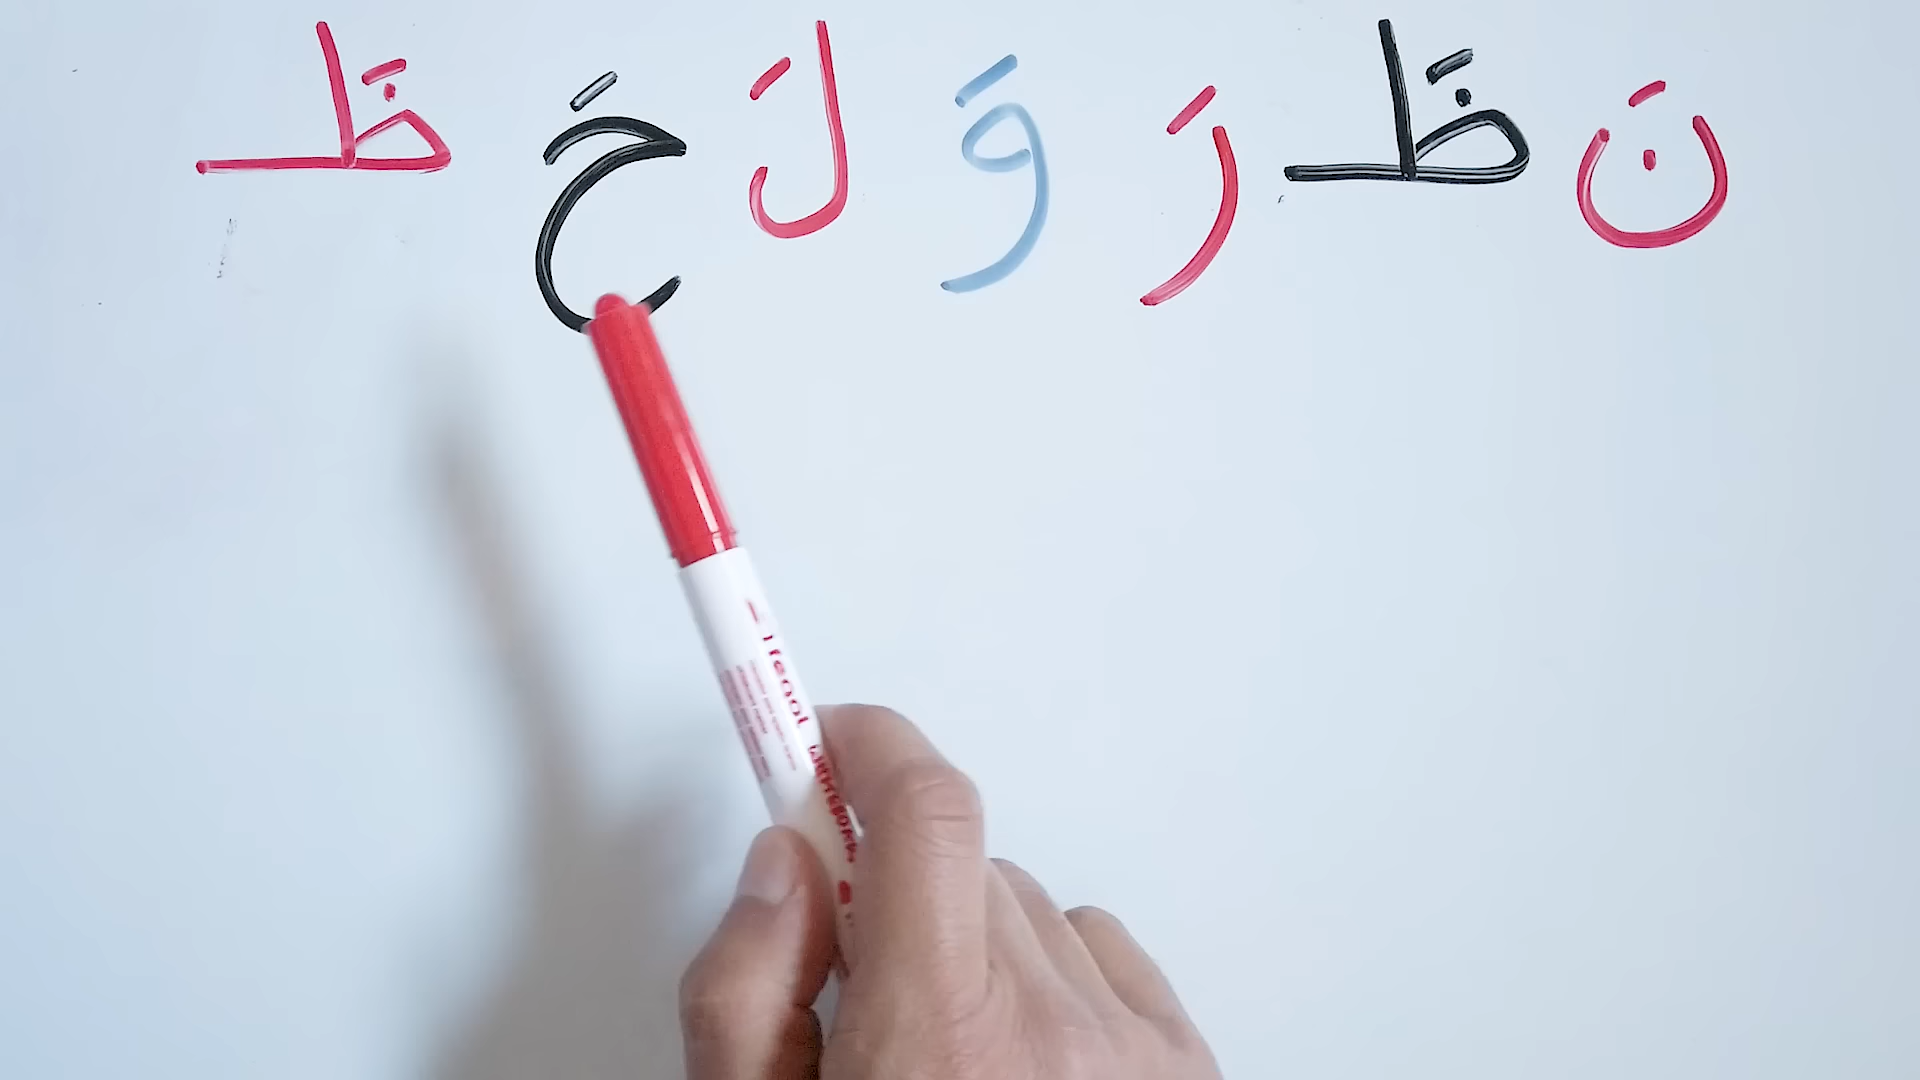 نَ ظَ رَ وَ لَ حَ ظَ